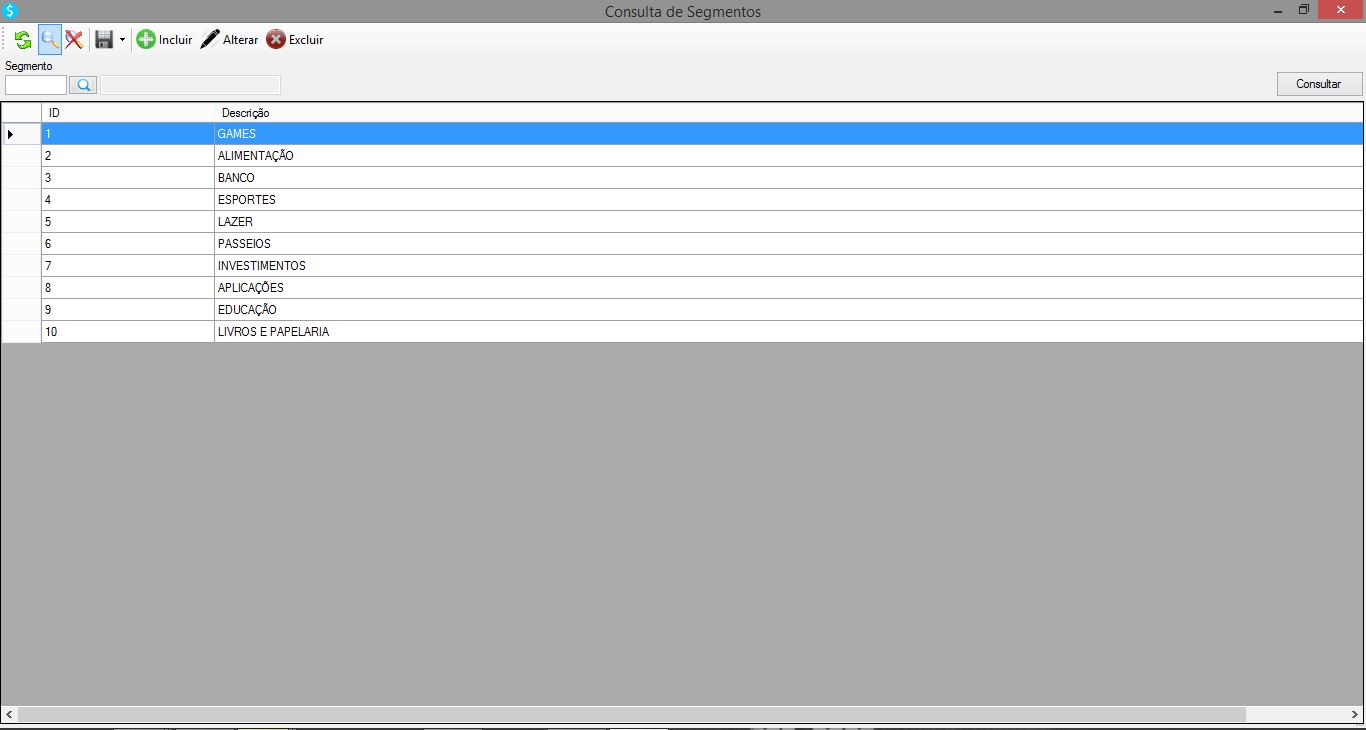 $ Consulta de Segmentos
Incluir Alterar Excluir
Segmento
Consultar
ID Descrição
1 GAMES
2 ALIMENTAÇÃO
3 BANCO
4 ESPORTES
5 LAZER
6 PASSEIOS
7 INVESTIMENTOS
8 APLICAÇÕES
9 EDUCAÇÃO
10 LIVROS E PAPELARIA